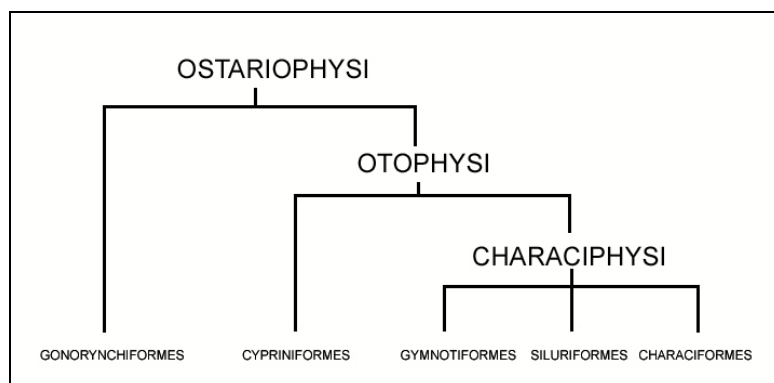 OSTARIOPHYSI
OTOPHYSI
CHARACIPHYSI
GONORYNCHIFORMES CYPRINIFORMES GYMNOTIFORMES SILURIFORMES CHARACIFORMES